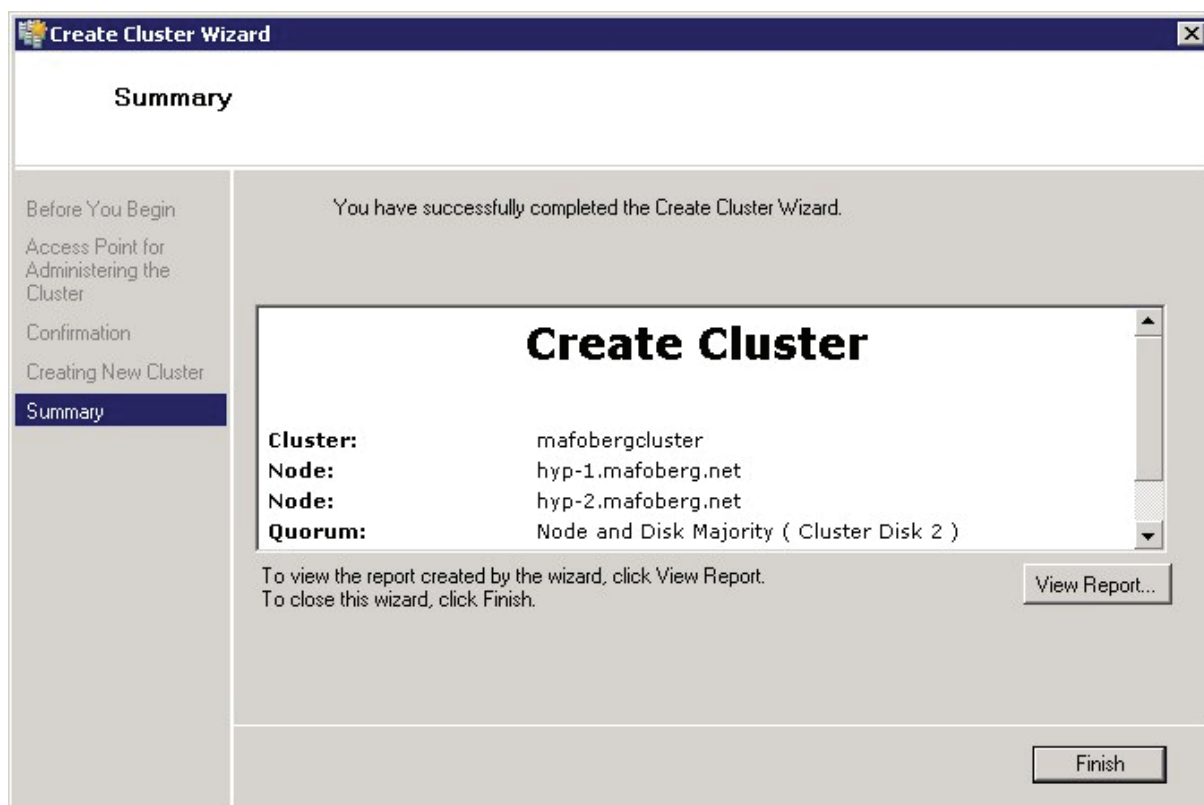 Create Cluster Wizard
Summary
Before You Begin
Access Point for
Administering the
Cluster
Confirmation
Creating New Cluster
Summary
You have successfully completed the Create Cluster Wizard.
Create Cluster
Cluster: mafobergcluster
Node: hyp-1.mafoberg.net
Node: hyp-2.mafoberg.net
Quorum: Node and Disk Majority ( Cluster Disk 2 )
To view the report created by the wizard, click View Report.
To close this wizard, click Finish.
View Report...
Finish